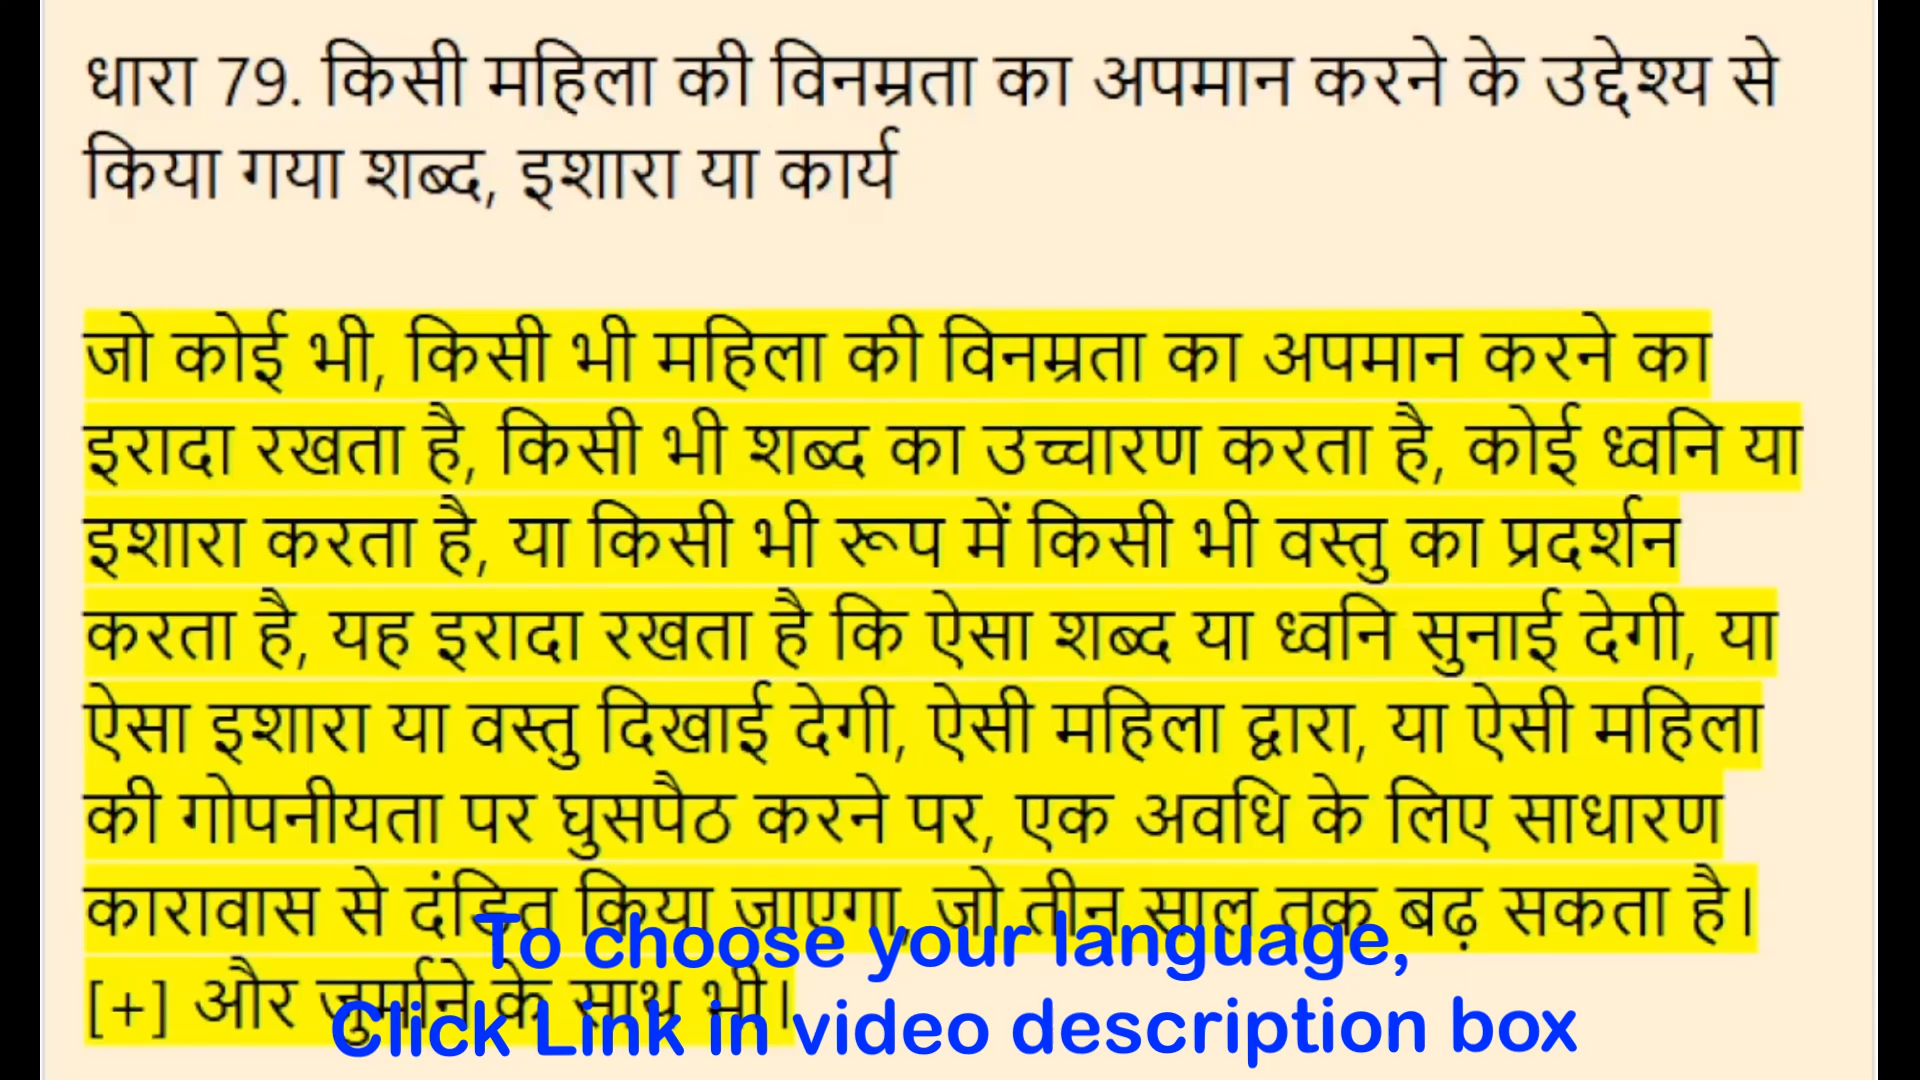 धारा 79. किसी महिला की विनम्रता का अपमान करने के उद्देश्य से
किया गया शब्द, इशारा या कार्य
जो कोई भी, किसी भी महिला की विनम्रता का अपमान करने का
इरादा रखता है, किसी भी शब्द का उच्चारण करता है, कोई ध्वनि या
इशारा करता है, या किसी भी रूप में किसी भी वस्तु का प्रदर्शन
करता है, यह इरादा रखता है कि ऐसा शब्द या ध्वनि सुनाई देगी, या
ऐसा इशारा या वस्तु दिखाई देगी, ऐसी महिला द्वारा, या ऐसी महिला
की गोपनीयता पर घुसपैठ करने पर, एक अवधि के लिए साधारण
कारावास से दंडित किया जाएगा, जो तीन साल तक बढ़ सकता है।
[+] और जुर्माने के साथ भी।
To choose your language,
Click Link in video description box